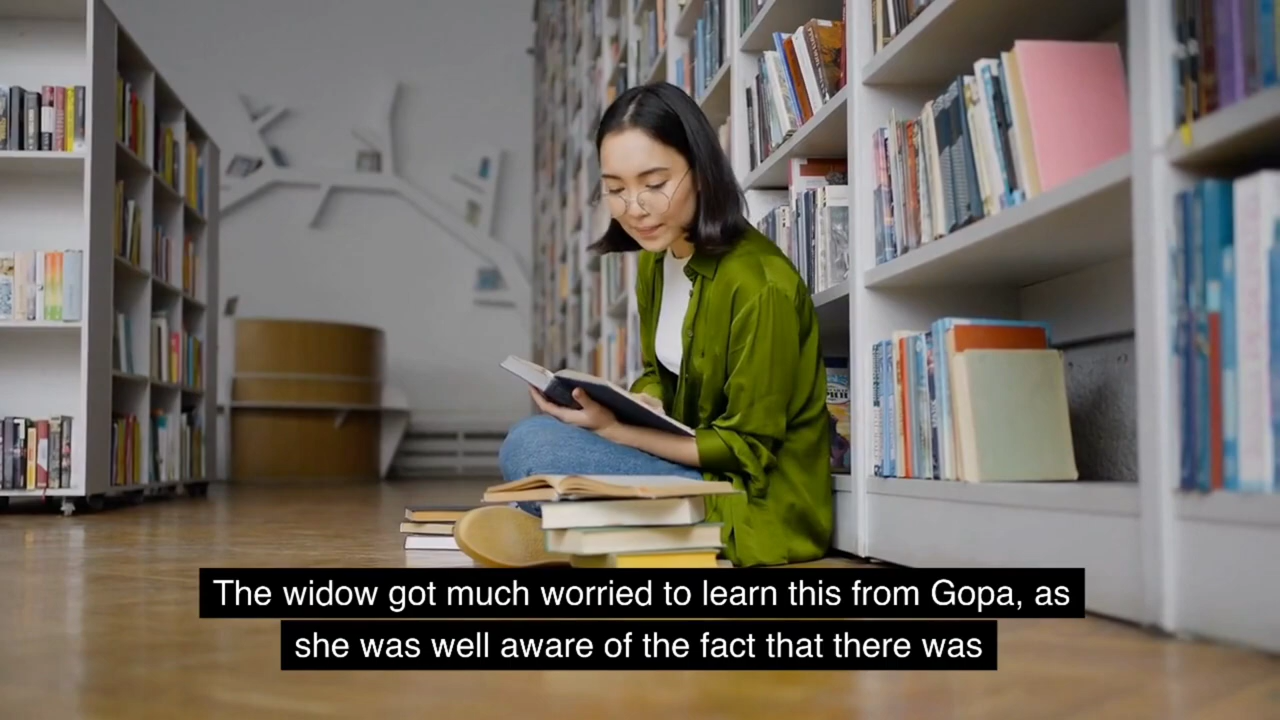 The widow got much worried to learn this from Gopa, as
she was well aware of the fact that there was